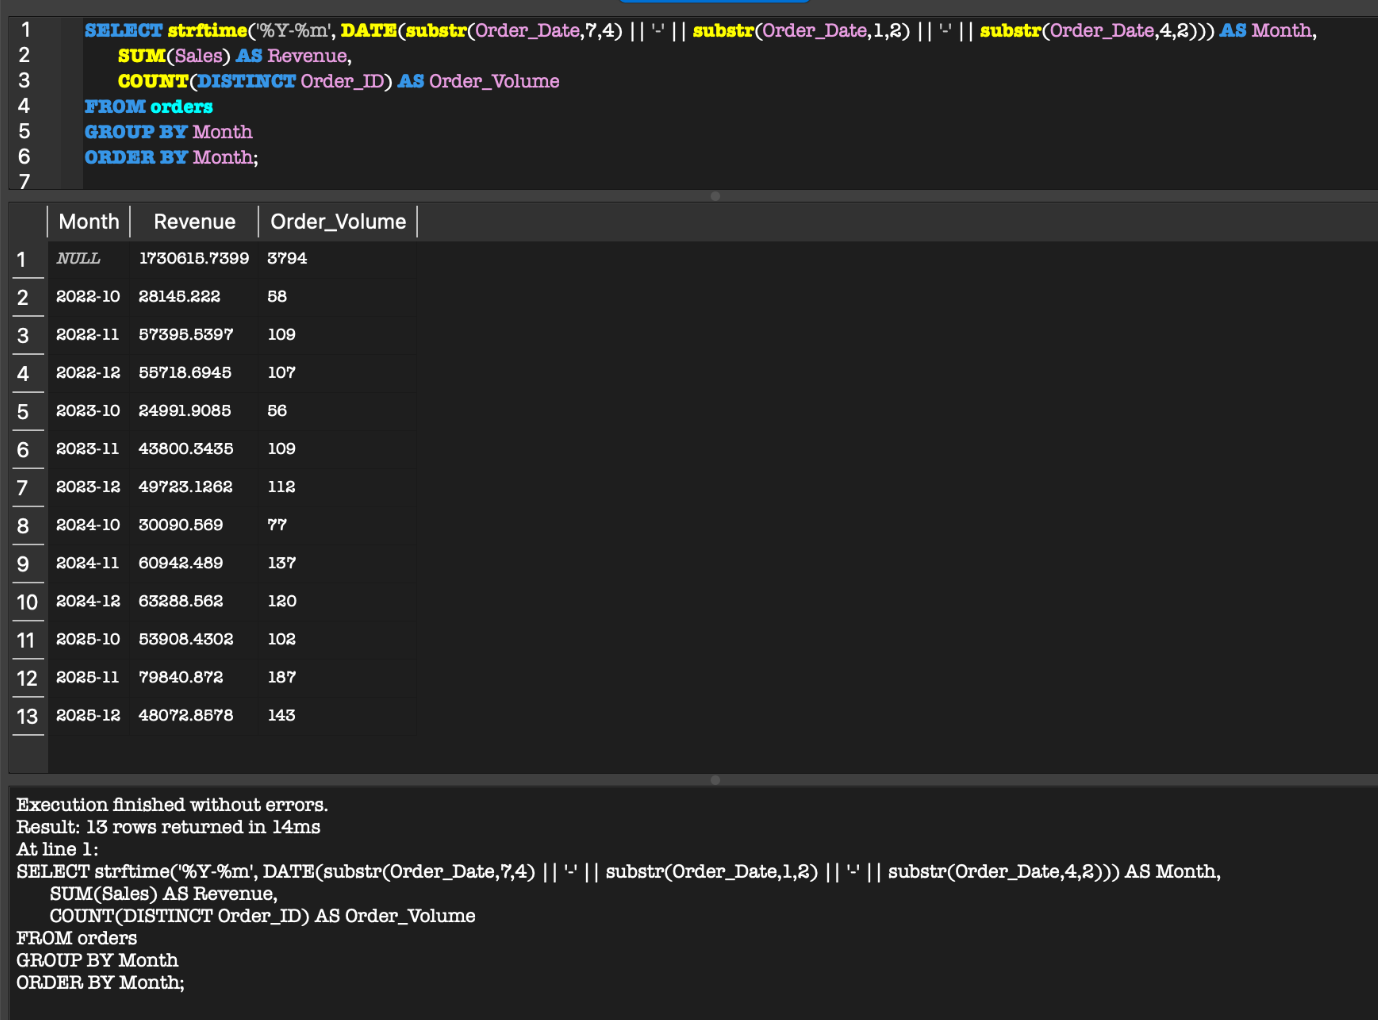 1 SELECT strftime('%Y-%m', DATE(substr(Order_Date,7,4) || '-' || substr(Order_Date,1,2) || '-' || substr(Order_Date,4,2))) AS Month,
2 SUM(Sales) AS Revenue,
3 COUNT(DISTINCT Order_ID) AS Order_Volume
4 FROM orders
5 GROUP BY Month
6 ORDER BY Month;
7
Month Revenue Order_Volume
1 NULL 1730615.7399 3794
2 2022-10 28145.222 58
3 2022-11 57395.5397 109
4 2022-12 55718.6945 107
5 2023-10 24991.9085 56
6 2023-11 43800.3435 109
7 2023-12 49723.1262 112
8 2024-10 30090.569 77
9 2024-11 60942.489 137
10 2024-12 63288.562 120
11 2025-10 53908.4302 102
12 2025-11 79840.872 187
13 2025-12 48072.8578 143
Execution finished without errors.
Result: 13 rows returned in 14ms
At line 1:
SELECT strftime('%Y-%m', DATE(substr(Order_Date,7,4) || '-' || substr(Order_Date,1,2) || '-' || substr(Order_Date,4,2))) AS Month,
SUM(Sales) AS Revenue,
COUNT(DISTINCT Order_ID) AS Order_Volume
FROM orders
GROUP BY Month
ORDER BY Month;